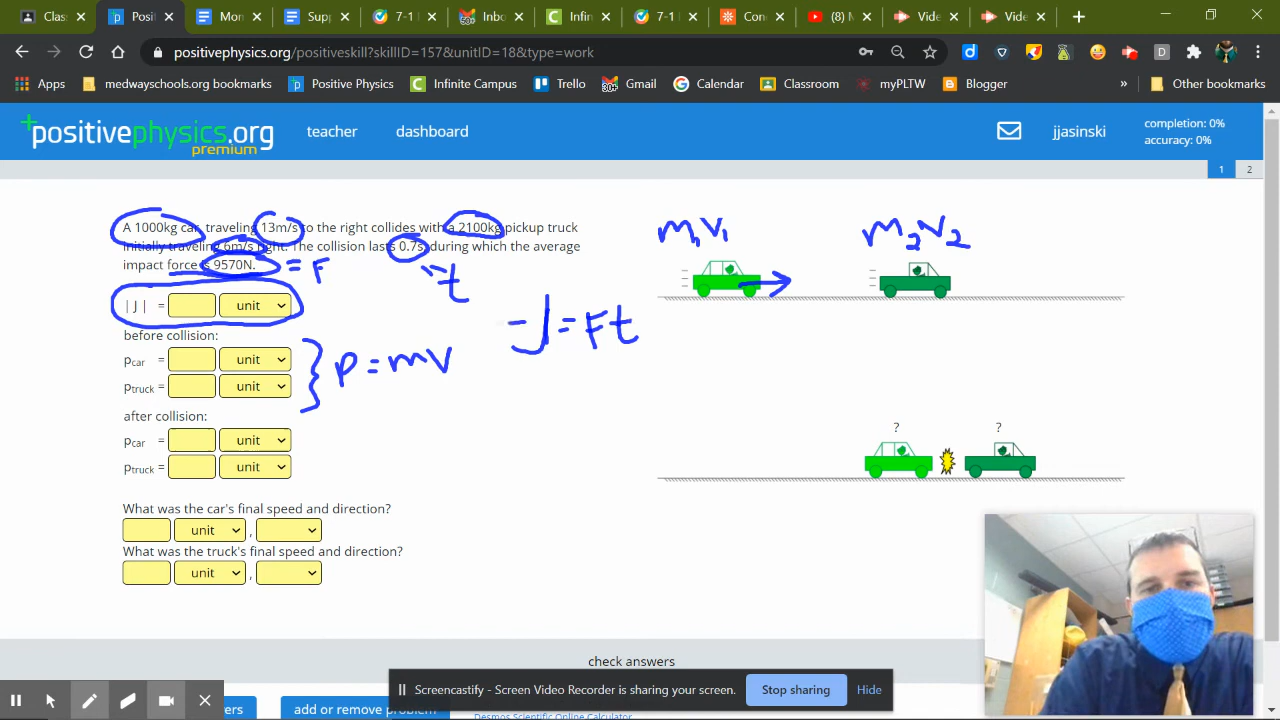 Clas
Positi
Mon
Supp
7-1 
Inbo
Infin
7-1 
Con
(8) M
Vide
Vide
positivephysics.org/positiveskill?skillID=157&unitID=18&type=work
Apps
medwayschools.org bookmarks
Positive Physics
Infinite Campus
Trello
30+
Gmail
Calendar
Classroom
myPLTW
Blogger
»
Other bookmarks
+positivephysics.org
premium
teacher
dashboard
jjasinski
completion: 0%
accuracy: 0%
1
2
A 1000kg car, traveling 13m/s to the right collides with a 2100kg pickup truck
initially traveling 6m/s right. The collision lasts 0.7s, during which the average
impact force is 9570N. = F
= t
m1v1
m2v2
| J | = unit
J = Ft
before collision:
pcar = unit
ptruck = unit
P = mv
after collision:
pcar = unit
ptruck = unit
? ?
What was the car's final speed and direction?
unit ,
What was the truck's final speed and direction?
unit ,
check answers
Screencastify - Screen Video Recorder is sharing your screen.
Stop sharing
Hide
ers
add or remove problem
Desmos Scientific Online Calculator